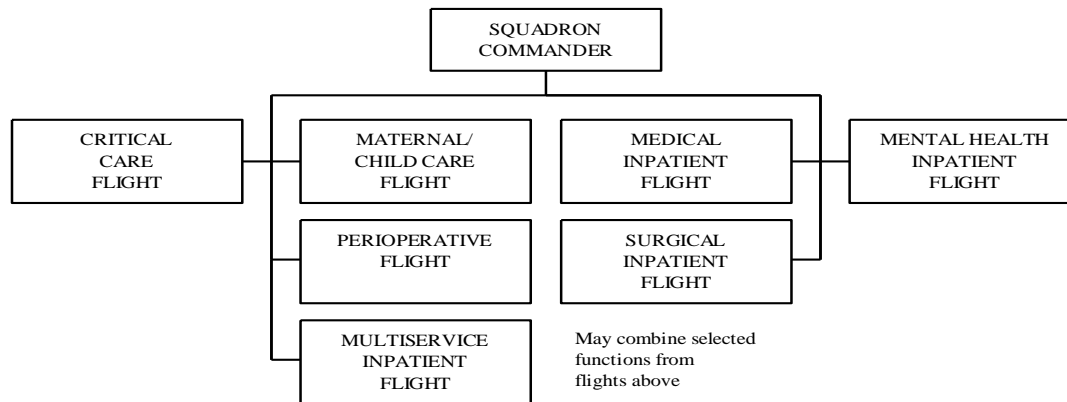 SQUADRON
COMMANDER
CRITICAL
CARE
FLIGHT
MATERNAL/
CHILD CARE
FLIGHT
MEDICAL
INPATIENT
FLIGHT
MENTAL HEALTH
INPATIENT
FLIGHT
PERIOPERATIVE
FLIGHT
SURGICAL
INPATIENT
FLIGHT
MULTISERVICE
INPATIENT
FLIGHT
May combine selected
functions from
flights above